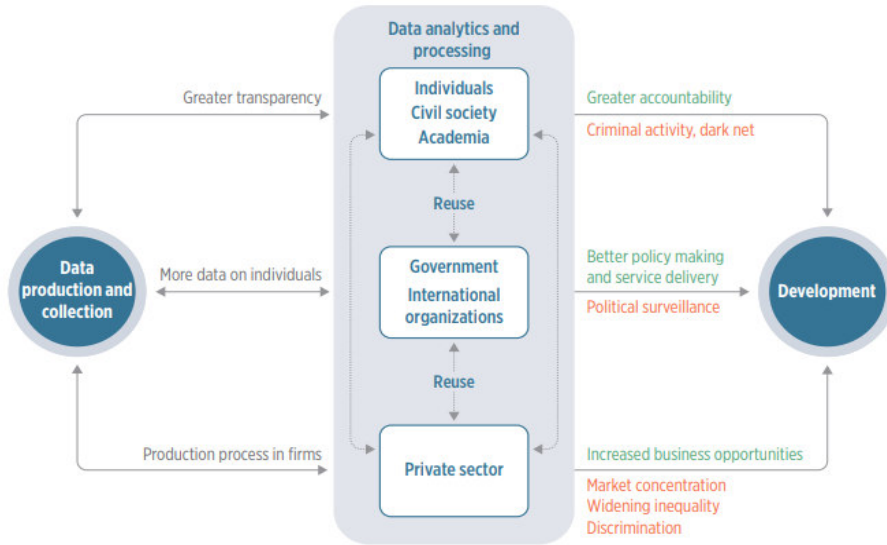 Data analytics and
processing
Greater transparency
Individuals
Civil society
Academia
Greater accountability
Criminal activity, dark net
Reuse
Data
production and
collection
More data on individuals
Government
International
organizations
Better policy making
and service delivery
Political surveillance
Development
Reuse
Production process in firms
Private sector
Increased business opportunities
Market concentration
Widening inequality
Discrimination